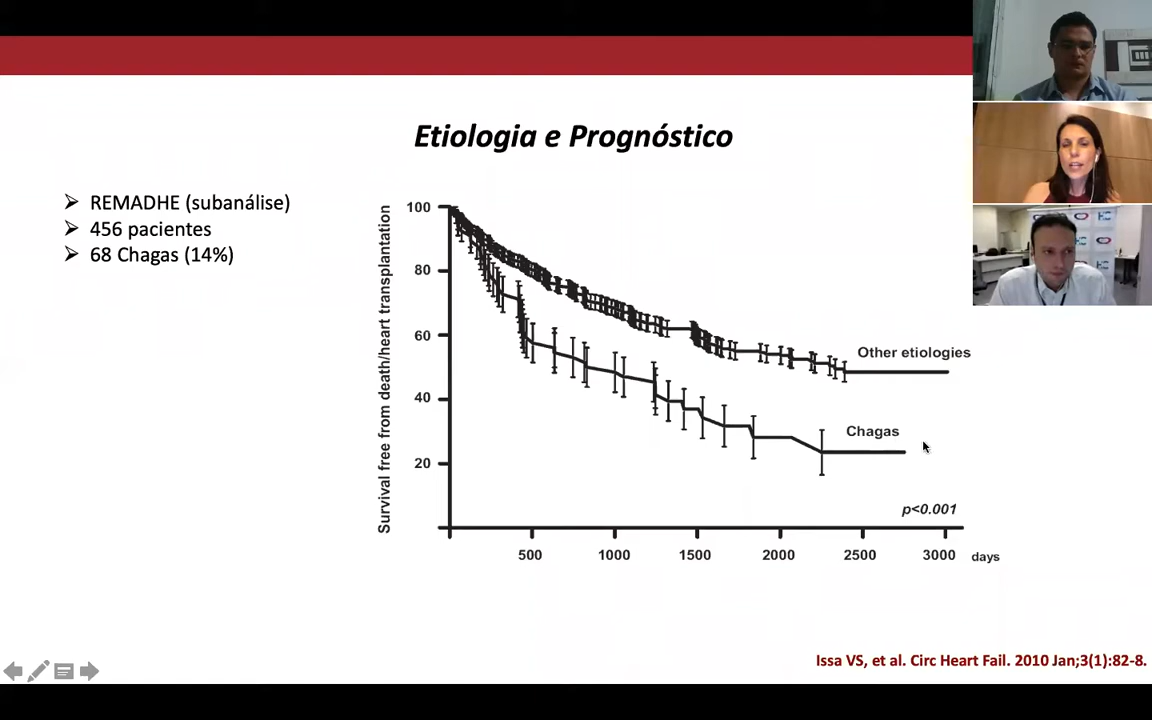 Etiologia e Prognóstico
➢ REMADHE (subanálise)
➢ 456 pacientes
➢ 68 Chagas (14%)
Survival free from death/heart transplantation
100
80
60
40
20
Other etiologies
Chagas
p<0.001
500 1000 1500 2000 2500 3000 days
Issa VS, et al. Circ Heart Fail. 2010 Jan;3(1):82-8.